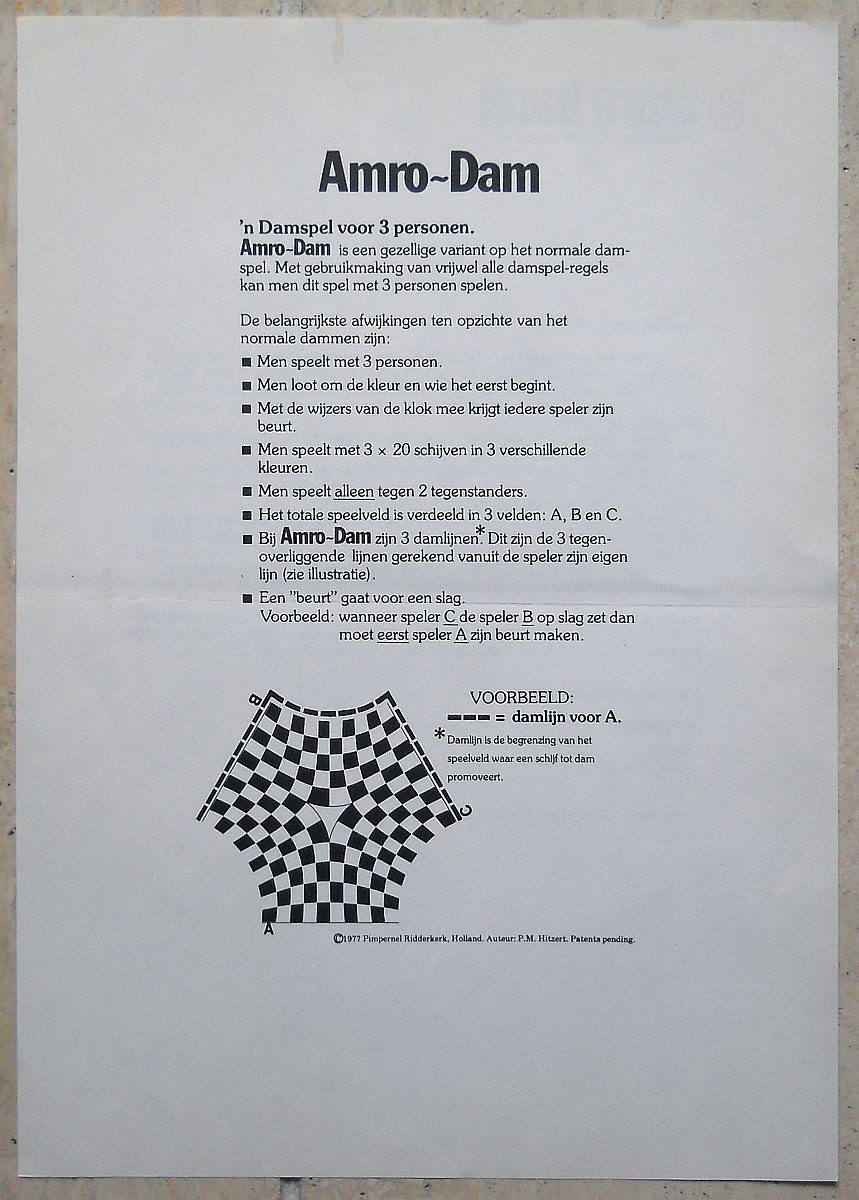 Amro~Dam
'n Damspel voor 3 personen.
Amro~Dam is een gezellige variant op het normale dam-
spel. Met gebruikmaking van vrijwel alle damspel-regels
kan men dit spel met 3 personen spelen.
De belangrijkste afwijkingen ten opzichte van het
normale dammen zijn:
■ Men speelt met 3 personen.
■ Men loot om de kleur en wie het eerst begint.
■ Met de wijzers van de klok mee krijgt iedere speler zijn
beurt.
■ Men speelt met 3 × 20 schijven in 3 verschillende
kleuren.
■ Men speelt alleen tegen 2 tegenstanders.
■ Het totale speelveld is verdeeld in 3 velden: A, B en C.
■ Bij Amro~Dam zijn 3 damlijnen.* Dit zijn de 3 tegen-
overliggende lijnen gerekend vanuit de speler zijn eigen
lijn (zie illustratie).
■ Een "beurt" gaat voor een slag.
Voorbeeld: wanneer speler C de speler B op slag zet dan
moet eerst speler A zijn beurt maken.
VOORBEELD:
= damlijn voor A.
* Damlijn is de begrenzing van het
speelveld waar een schijf tot dam
promoveert.
B
C
A
©1977 Pimpernel Ridderkerk, Holland. Auteur: P.M. Hitzert. Patents pending.